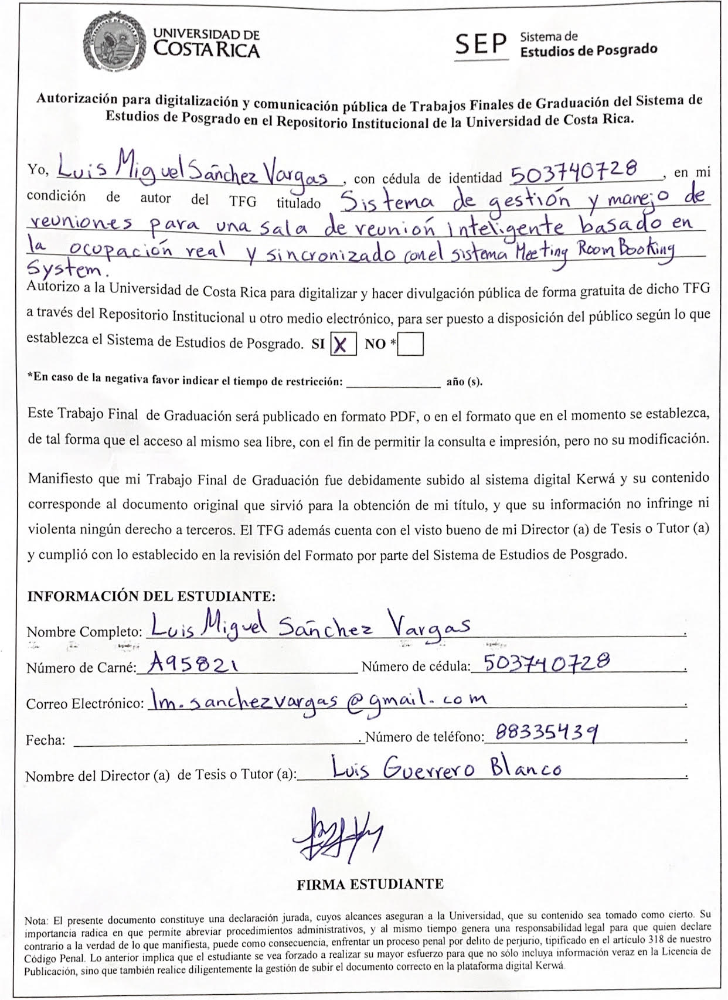 UNIVERSIDAD DE
COSTA RICA
SEP
Sistema de
Estudios de Posgrado
Autorización para digitalización y comunicación pública de Trabajos Finales de Graduación del Sistema de
Estudios de Posgrado en el Repositorio Institucional de la Universidad de Costa Rica.
Yo, Luis Miguel Sánchez Vargas, con cédula de identidad 503740728, en mi
condición de autor del TFG titulado Sistema de gestión y manejo de
reuniones para una sala de reunión inteligente basado en
la ocupación real y sincronizado con el sistema Meeting Room Booking
System.
Autorizo a la Universidad de Costa Rica para digitalizar y hacer divulgación pública de forma gratuita de dicho TFG
a través del Repositorio Institucional u otro medio electrónico, para ser puesto a disposición del público según lo que
establezca el Sistema de Estudios de Posgrado. SI X NO *
*En caso de la negativa favor indicar el tiempo de restricción: ____________ año (s).
Este Trabajo Final de Graduación será publicado en formato PDF, o en el formato que en el momento se establezca,
de tal forma que el acceso al mismo sea libre, con el fin de permitir la consulta e impresión, pero no su modificación.
Manifiesto que mi Trabajo Final de Graduación fue debidamente subido al sistema digital Kerwá y su contenido
corresponde al documento original que sirvió para la obtención de mi título, y que su información no infringe ni
violenta ningún derecho a terceros. El TFG además cuenta con el visto bueno de mi Director (a) de Tesis o Tutor (a)
y cumplió con lo establecido en la revisión del Formato por parte del Sistema de Estudios de Posgrado.
INFORMACIÓN DEL ESTUDIANTE:
Nombre Completo: Luis Miguel Sánchez Vargas.
Número de Carné: A95821 Número de cédula: 503740728.
Correo Electrónico: lm.sanchezvargas@gmail.com.
Fecha: ____________. Número de teléfono: 88335439.
Nombre del Director (a) de Tesis o Tutor (a): Luis Guerrero Blanco.
FIRMA ESTUDIANTE
Nota: El presente documento constituye una declaración jurada, cuyos alcances aseguran a la Universidad, que su contenido sea tomado como cierto. Su
importancia radica en que permite abreviar procedimientos administrativos, y al mismo tiempo genera una responsabilidad legal para que quien declare
contrario a la verdad de lo que manifiesta, puede como consecuencia, enfrentar un proceso penal por delito de perjurio, tipificado en el artículo 318 de nuestro
Código Penal. Lo anterior implica que el estudiante se vea forzado a realizar su mayor esfuerzo para que no sólo incluya información veraz en la Licencia de
Publicación, sino que también realice diligentemente la gestión de subir el documento correcto en la plataforma digital Kerwá.